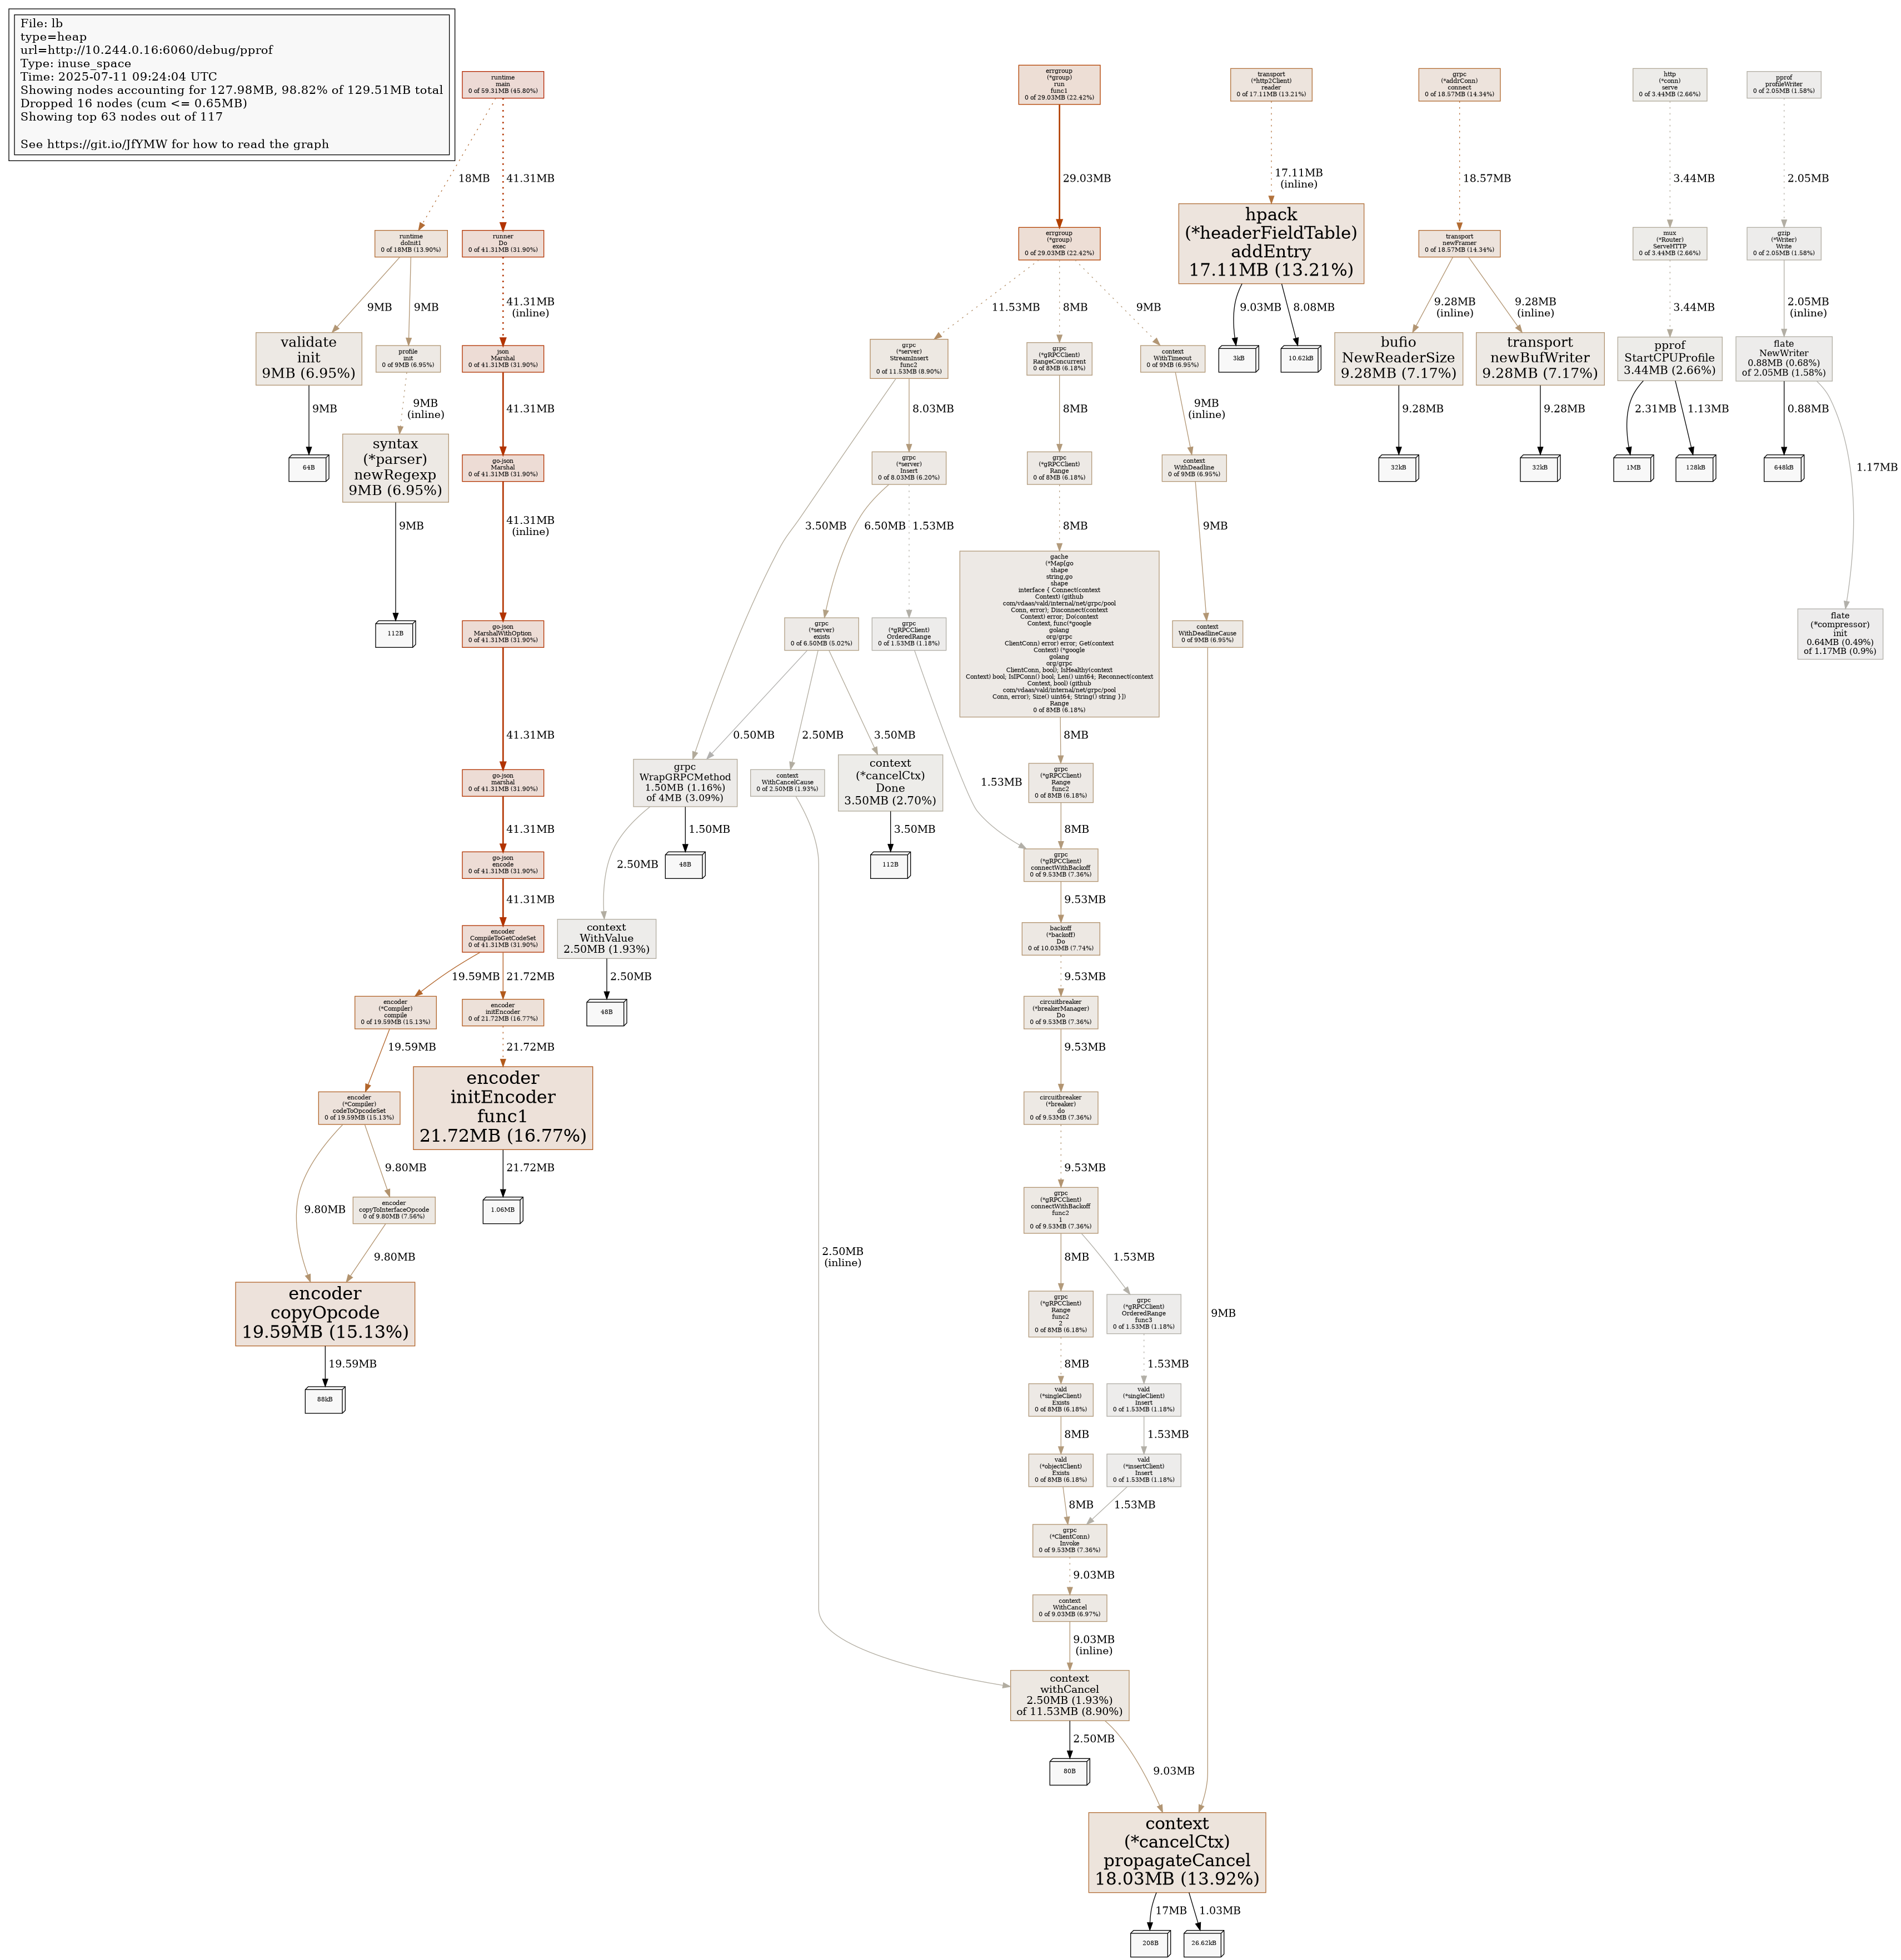 File: lb
type=heap
url=http://10.244.0.16:6060/debug/pprof
Type: inuse_space
Time: 2025-07-11 09:24:04 UTC
Showing nodes accounting for 127.98MB, 98.82% of 129.51MB total
Dropped 16 nodes (cum <= 0.65MB)
Showing top 63 nodes out of 117
See https://git.io/JfYMW for how to read the graph
runtime
main
0 of 59.31MB (45.80%)
errgroup
(*group)
run
func1
0 of 29.03MB (22.42%)
transport
(*http2Client)
reader
0 of 17.11MB (13.21%)
grpc
(*addrConn)
connect
0 of 18.57MB (14.34%)
http
(*conn)
serve
0 of 3.44MB (2.66%)
pprof
profileWriter
0 of 2.05MB (1.58%)
18MB
41.31MB
29.03MB
17.11MB
(inline)
18.57MB
3.44MB
2.05MB
runtime
doInit1
0 of 18MB (13.90%)
runner
Do
0 of 41.31MB (31.90%)
errgroup
(*group)
exec
0 of 29.03MB (22.42%)
hpack
(*headerFieldTable)
addEntry
17.11MB (13.21%)
transport
newFramer
0 of 18.57MB (14.34%)
mux
(*Router)
ServeHTTP
0 of 3.44MB (2.66%)
gzip
(*Writer)
Write
0 of 2.05MB (1.58%)
9MB
9MB
41.31MB
(inline)
11.53MB
8MB
9MB
9.03MB
8.08MB
9.28MB
(inline)
9.28MB
(inline)
3.44MB
2.05MB
(inline)
validate
init
9MB (6.95%)
profile
init
0 of 9MB (6.95%)
json
Marshal
0 of 41.31MB (31.90%)
grpc
(*server)
StreamInsert
func2
0 of 11.53MB (8.90%)
grpc
(*gRPCClient)
RangeConcurrent
0 of 8MB (6.18%)
context
WithTimeout
0 of 9MB (6.95%)
3kB
10.62kB
bufio
NewReaderSize
9.28MB (7.17%)
transport
newBufWriter
9.28MB (7.17%)
pprof
StartCPUProfile
3.44MB (2.66%)
flate
NewWriter
0.88MB (0.68%)
of 2.05MB (1.58%)
9MB
9MB
(inline)
41.31MB
8.03MB
8MB
9MB
(inline)
9.28MB
9.28MB
2.31MB
1.13MB
0.88MB
1.17MB
64B
syntax
(*parser)
newRegexp
9MB (6.95%)
go-json
Marshal
0 of 41.31MB (31.90%)
grpc
(*server)
Insert
0 of 8.03MB (6.20%)
grpc
(*gRPCClient)
Range
0 of 8MB (6.18%)
context
WithDeadline
0 of 9MB (6.95%)
32kB
32kB
1MB
128kB
648kB
9MB
41.31MB
(inline)
3.50MB
6.50MB
1.53MB
8MB
9MB
112B
go-json
MarshalWithOption
0 of 41.31MB (31.90%)
grpc
(*server)
exists
0 of 6.50MB (5.02%)
grpc
(*gRPCClient)
OrderedRange
0 of 1.53MB (1.18%)
gache
(*Map[go
shape
string,go
shape
interface { Connect(context
Context) (github
com/vdaas/vald/internal/net/grpc/pool
Conn, error); Disconnect(context
Context) error; Do(context
Context, func(*google
golang
org/grpc
ClientConn) error) error; Get(context
Context) (*google
golang
org/grpc
ClientConn, bool); IsHealthy(context
Context) bool; IsIPConn() bool; Len() uint64; Reconnect(context
Context, bool) (github
com/vdaas/vald/internal/net/grpc/pool
Conn, error); Size() uint64; String() string }])
Range
0 of 8MB (6.18%)
context
WithDeadlineCause
0 of 9MB (6.95%)
flate
(*compressor)
init
0.64MB (0.49%)
of 1.17MB (0.9%)
41.31MB
0.50MB
2.50MB
3.50MB
1.53MB
8MB
go-json
marshal
0 of 41.31MB (31.90%)
grpc
WrapGRPCMethod
1.50MB (1.16%)
of 4MB (3.09%)
context
WithCancelCause
0 of 2.50MB (1.93%)
context
(*cancelCtx)
Done
3.50MB (2.70%)
grpc
(*gRPCClient)
Range
func2
0 of 8MB (6.18%)
41.31MB
2.50MB
1.50MB
3.50MB
8MB
go-json
encode
0 of 41.31MB (31.90%)
48B
112B
grpc
(*gRPCClient)
connectWithBackoff
0 of 9.53MB (7.36%)
41.31MB
9.53MB
encoder
CompileToGetCodeSet
0 of 41.31MB (31.90%)
context
WithValue
2.50MB (1.93%)
backoff
(*backoff)
Do
0 of 10.03MB (7.74%)
19.59MB
21.72MB
2.50MB
9.53MB
encoder
(*Compiler)
compile
0 of 19.59MB (15.13%)
encoder
initEncoder
0 of 21.72MB (16.77%)
48B
circuitbreaker
(*breakerManager)
Do
0 of 9.53MB (7.36%)
19.59MB
21.72MB
9.53MB
encoder
(*Compiler)
codeToOpcodeSet
0 of 19.59MB (15.13%)
encoder
initEncoder
func1
21.72MB (16.77%)
circuitbreaker
(*breaker)
do
0 of 9.53MB (7.36%)
9.80MB
9.80MB
21.72MB
9.53MB
encoder
copyToInterfaceOpcode
0 of 9.80MB (7.56%)
1.06MB
grpc
(*gRPCClient)
connectWithBackoff
func2
1
0 of 9.53MB (7.36%)
9.80MB
2.50MB
(inline)
8MB
1.53MB
encoder
copyOpcode
19.59MB (15.13%)
grpc
(*gRPCClient)
Range
func2
2
0 of 8MB (6.18%)
grpc
(*gRPCClient)
OrderedRange
func3
0 of 1.53MB (1.18%)
9MB
19.59MB
8MB
1.53MB
88kB
vald
(*singleClient)
Exists
0 of 8MB (6.18%)
vald
(*singleClient)
Insert
0 of 1.53MB (1.18%)
8MB
1.53MB
vald
(*objectClient)
Exists
0 of 8MB (6.18%)
vald
(*insertClient)
Insert
0 of 1.53MB (1.18%)
8MB
1.53MB
grpc
(*ClientConn)
Invoke
0 of 9.53MB (7.36%)
9.03MB
context
WithCancel
0 of 9.03MB (6.97%)
9.03MB
(inline)
context
withCancel
2.50MB (1.93%)
of 11.53MB (8.90%)
2.50MB
9.03MB
80B
context
(*cancelCtx)
propagateCancel
18.03MB (13.92%)
17MB
1.03MB
208B
26.62kB